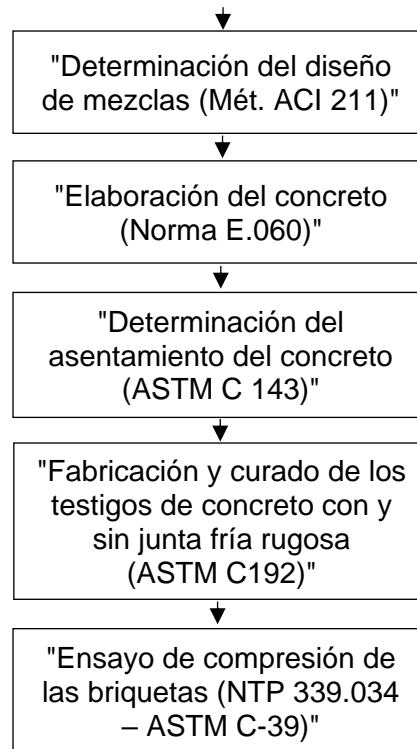 "Determinación del diseño
de mezclas (Mét. ACI 211)"
"Elaboración del concreto
(Norma E.060)"
"Determinación del
asentamiento del concreto
(ASTM C 143)"
"Fabricación y curado de los
testigos de concreto con y
sin junta fría rugosa
(ASTM C192)"
"Ensayo de compresión de
las briquetas (NTP 339.034
– ASTM C-39)"